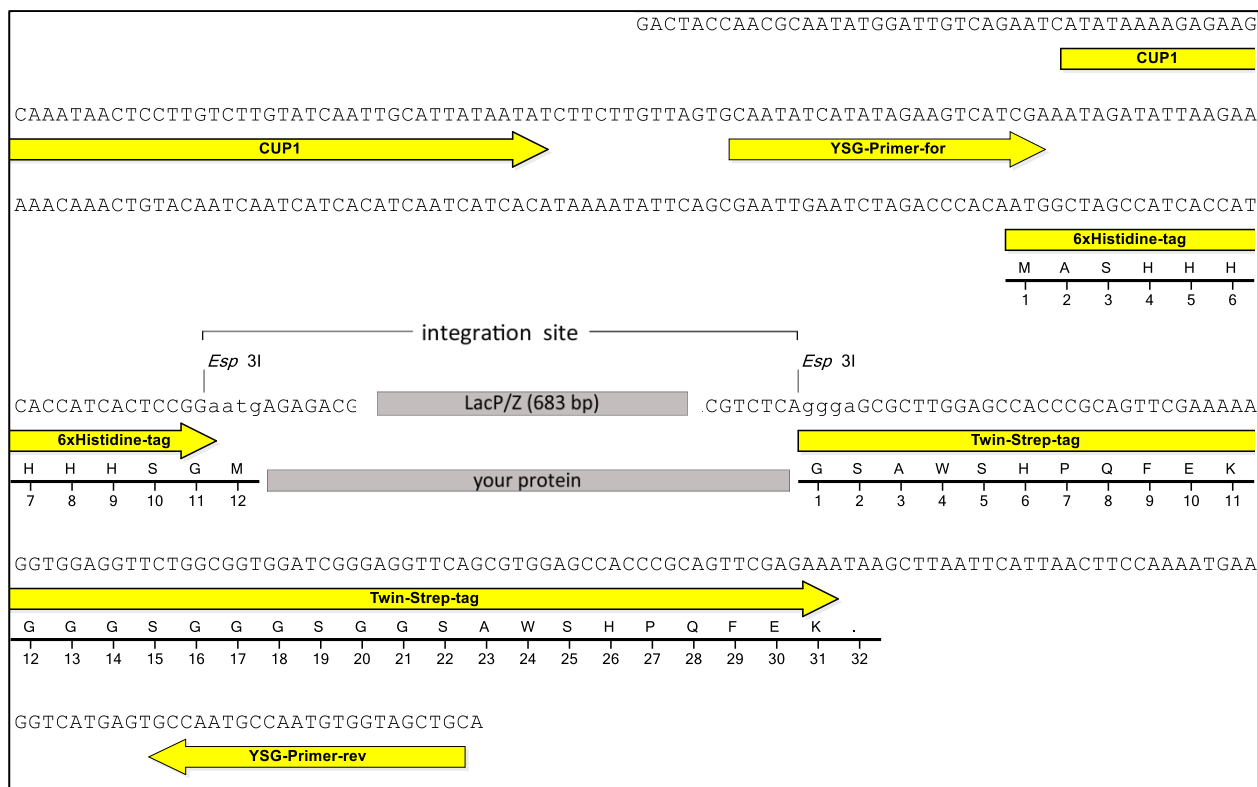 GACTACCAACGCAATATGGATTGTCAGAATCATATAAAAGAGAAG
CUP1
CAAATAACTCCTTGTCTTGTATCAATTGCATTATAATATCTTCTTGTTAGTGCAATATCATATAGAAGTCATCGAAATAGATATTAAGAA
CUP1 YSG-Primer-for
AAACAAACTGTACAATCAATCAATCATCACATAAAATATTCAGCGAATTGAATCTAGACCCACAATGGCTAGCCATCACCAT
6xHistidine-tag
M A S H H H
1 2 3 4 5 6
integration site
Esp 3I Esp 3I
CACCATCACTCCGGaatgAGAGACG LacP/Z (683 bp) CGTCTCAgggaGCGCTTGGAGCCACCCGCAGTTCGAAAAA
6xHistidine-tag Twin-Strep-tag
H H H S G M your protein G S A W S H P Q F E K
7 8 9 10 11 12 1 2 3 4 5 6 7 8 9 10 11
GGTGGAGGTTCTGGCGGTGGATCGGGAGGTTCAGCGTGGAGCCACCCGCAGTTCGAGAAATAAGCTTAATTCATTAACTTCCAAAATGAA
Twin-Strep-tag
G G G S G G G S G G S A W S H P Q F E K .
12 13 14 15 16 17 18 19 20 21 22 23 24 25 26 27 28 29 30 31 32
GGTCATGAGTGCCAATGCCAATGTGGTAGCTGCA
YSG-Primer-rev